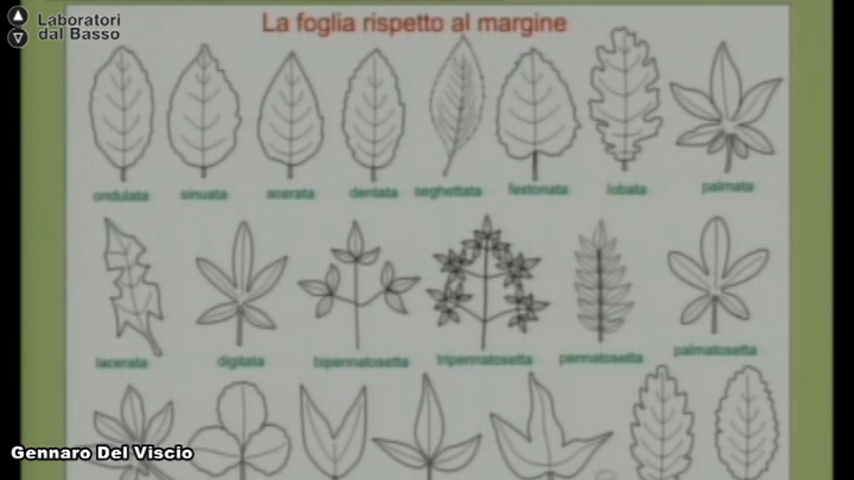 Laboratori
dal Basso
La foglia rispetto al margine
ondulata sinuata acerata dentata seghettata festonata lobata palmata
lacerata digitata bipennatosetta tripennatosetta pennatosetta palmatosetta
Gennaro Del Viscio